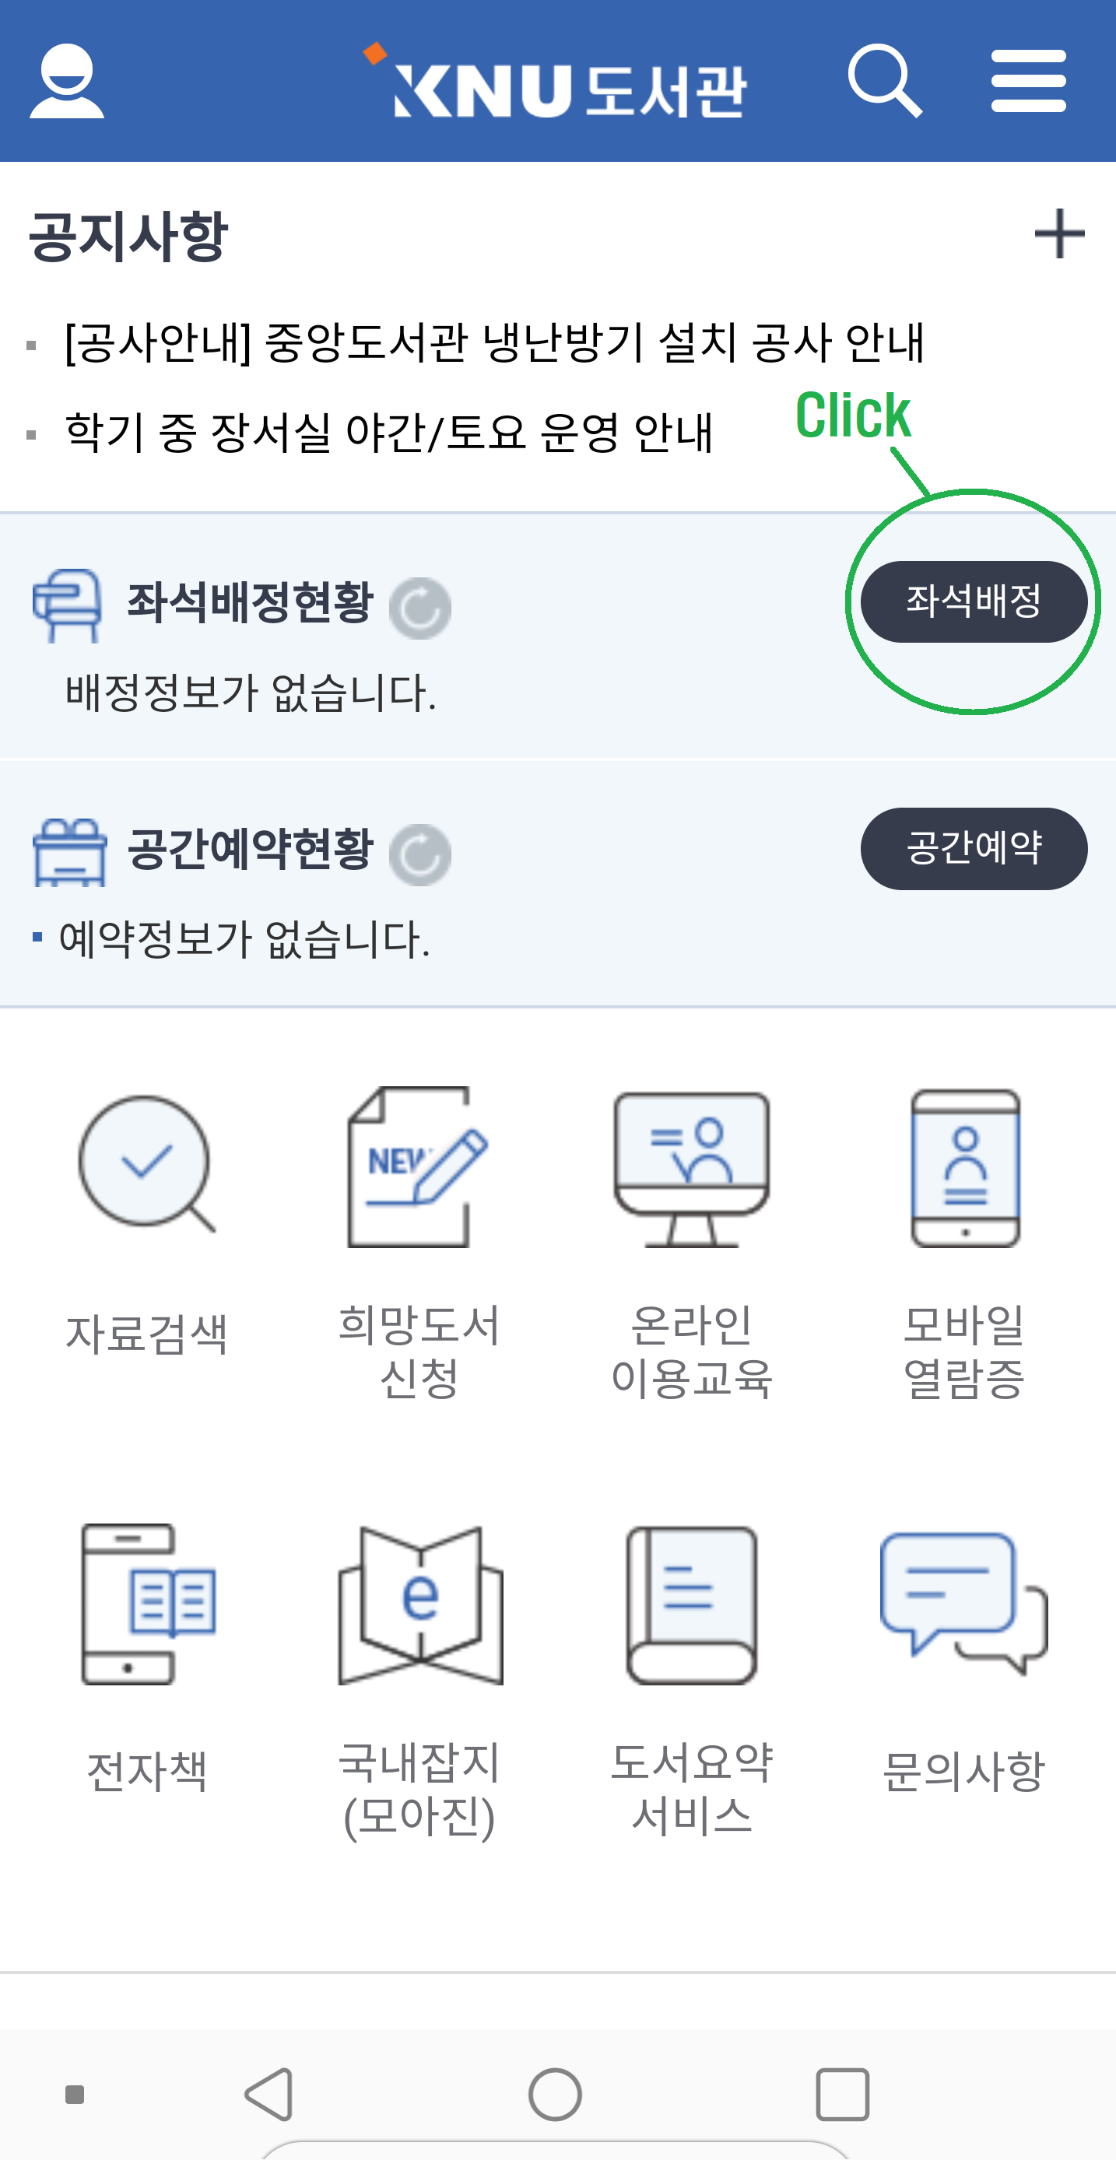 KNU 도서관
공지사항
[공사안내] 중앙도서관 냉난방기 설치 공사 안내
학기 중 장서실 야간/토요 운영 안내
Click
좌석배정현황
좌석배정
배정정보가 없습니다.
공간예약현황
공간예약
예약정보가 없습니다.
NEW
e
자료검색
희망도서
신청
온라인
이용교육
모바일
열람증
전자책
국내잡지
(모아진)
도서요약
서비스
문의사항